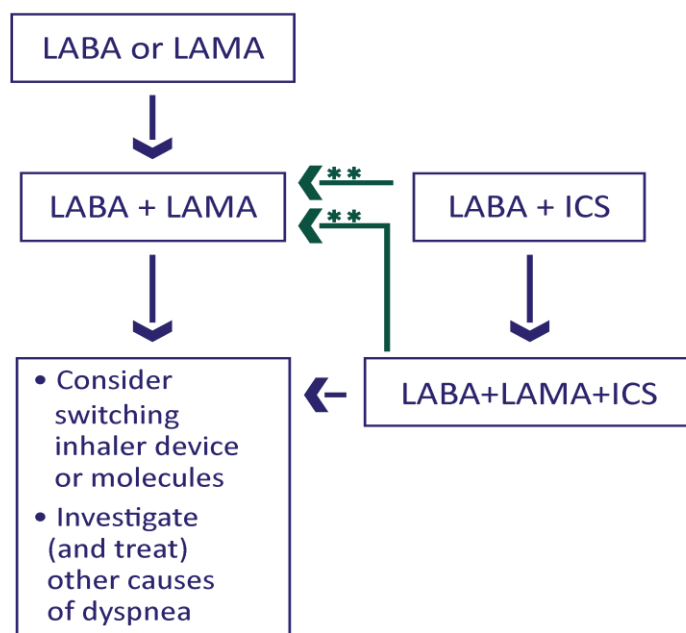 LABA or LAMA
LABA + LAMA
**
**
LABA + ICS
LABA+LAMA+ICS
• Consider
switching
inhaler device
or molecules
• Investigate
(and treat)
other causes
of dyspnea